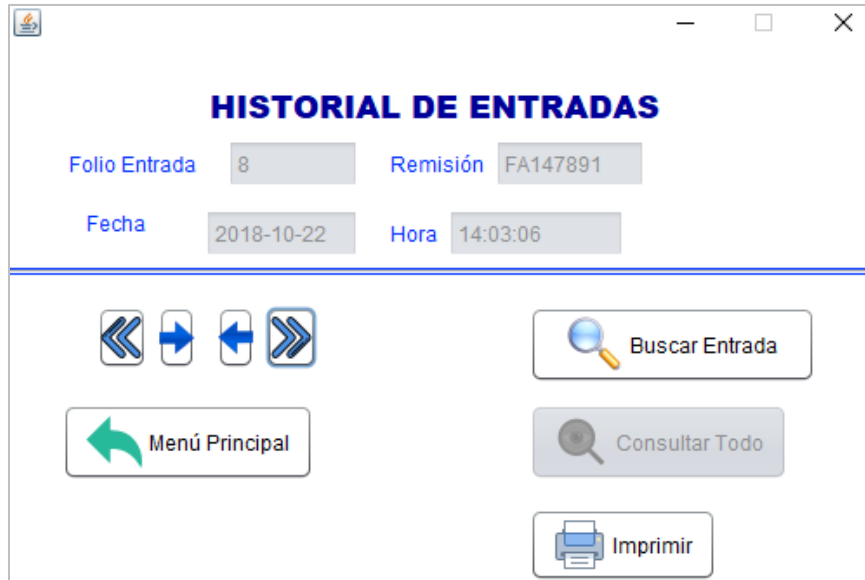 HISTORIAL DE ENTRADAS
Folio Entrada 8 Remisión FA147891
Fecha 2018-10-22 Hora 14:03:06
Buscar Entrada
Menú Principal Consultar Todo
Imprimir